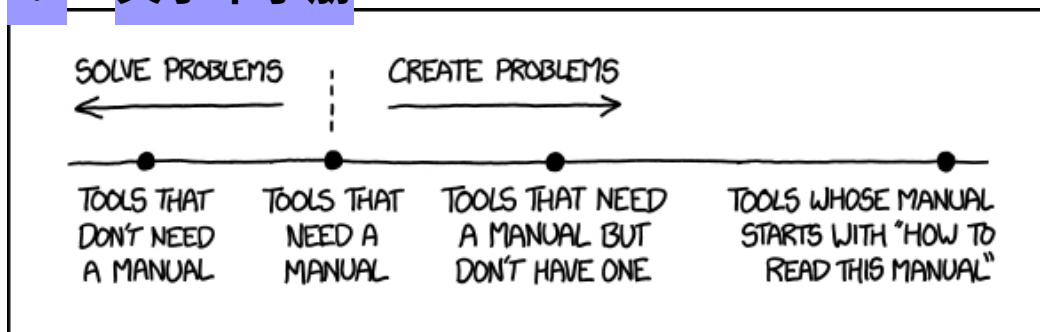 SOLVE PROBLEMS
CREATE PROBLEMS
TOOLS THAT
DON'T NEED
A MANUAL
TOOLS THAT
NEED A
MANUAL
TOOLS THAT NEED
A MANUAL BUT
DON'T HAVE ONE
TOOLS WHOSE MANUAL
STARTS WITH "HOW TO
READ THIS MANUAL"